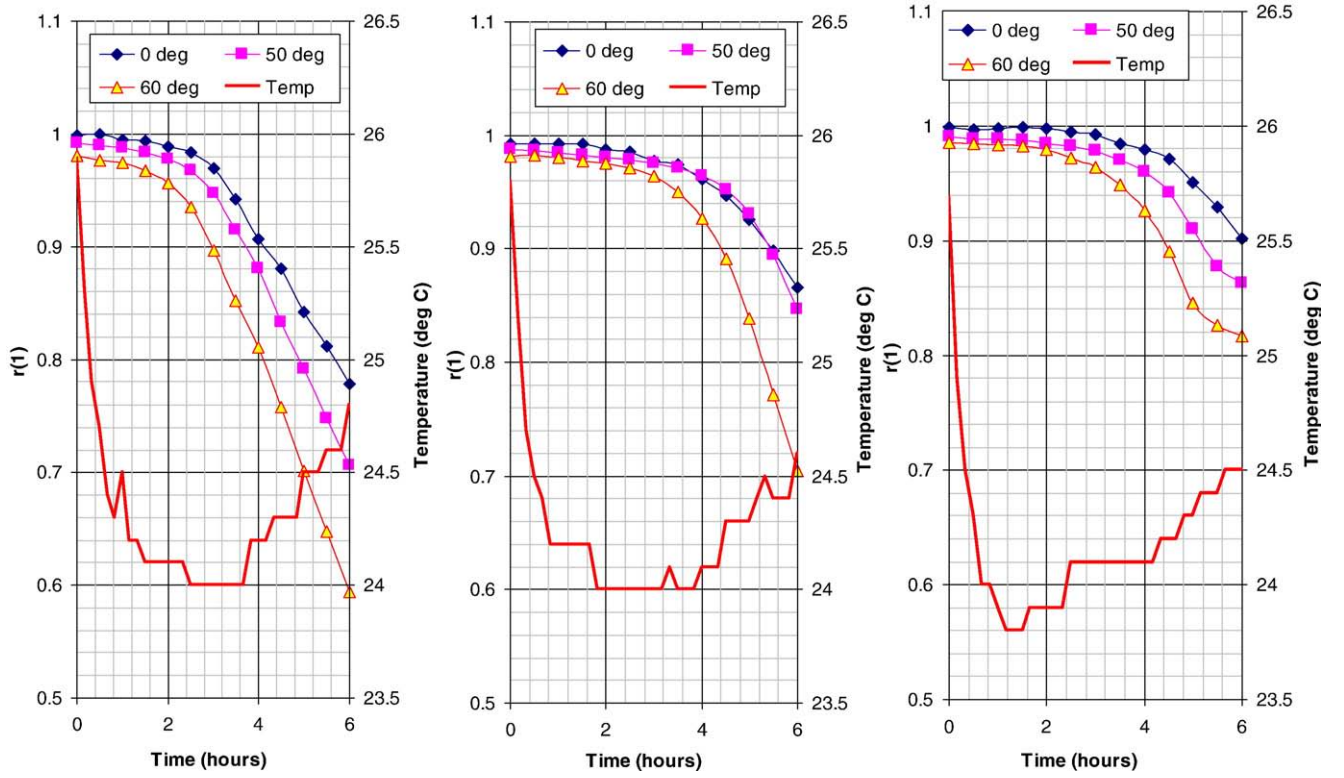 1.1
1
0.9
0.8
0.7
0.6
0.5
r(1)
0 deg 50 deg
60 deg Temp
26.5
26
25.5
25
24.5
24
23.5
Temperature (deg C)
0 2 4 6
Time (hours)
1.1
1
0.9
0.8
0.7
0.6
0.5
0 deg 50 deg
60 deg Temp
26.5
26
25.5
25
24.5
24
23.5
Temperature (deg C)
0 2 4 6
Time (hours)
1.1
1
0.9
0.8
0.7
0.6
0.5
r(1)
0 deg 50 deg
60 deg Temp
26.5
26
25.5
25
24.5
24
23.5
Temperature (deg C)
0 2 4 6
Time (hours)